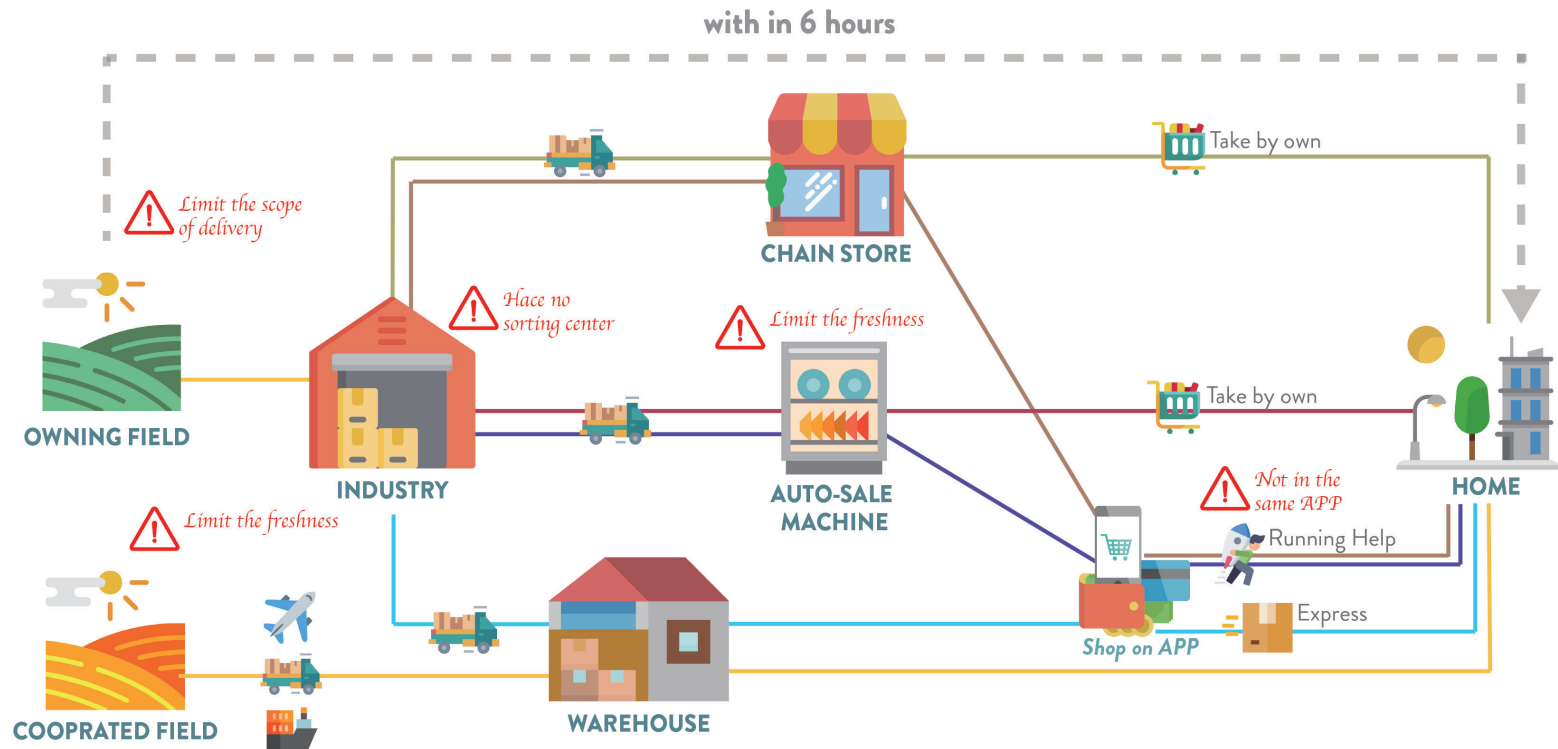 with in 6 hours
Take by own
Limit the scope
of delivery
CHAIN STORE
Hace no
sorting center
Limit the freshness
Take by own
OWNING FIELD
INDUSTRY
AUTO-SALE
MACHINE
HOME
Not in the
same APP
Limit the freshness
Running Help
Express
Shop on APP
COOPRATED FIELD
WAREHOUSE